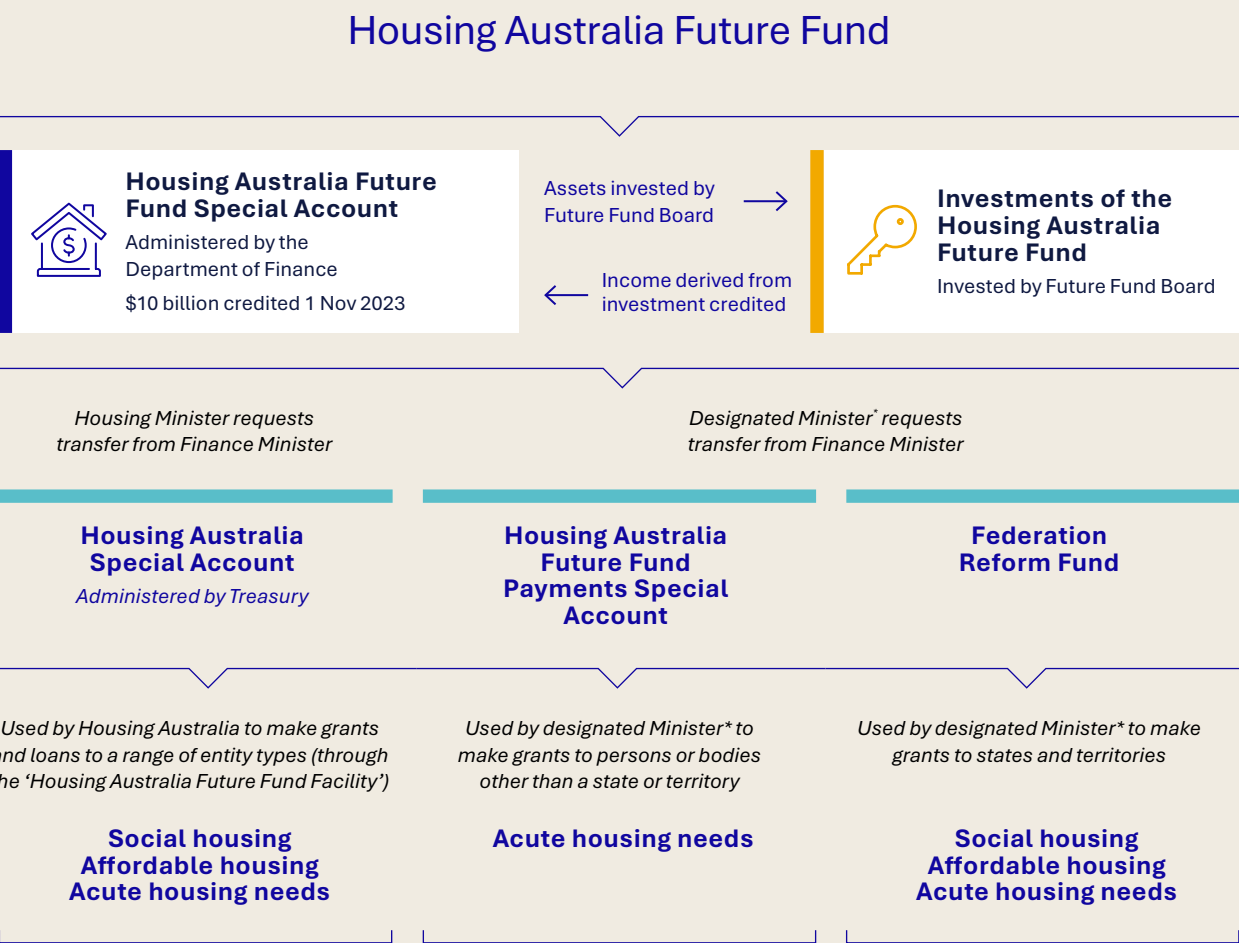 Housing Australia Future Fund
Housing Australia Future
Fund Special Account
Administered by the
Department of Finance
$10 billion credited 1 Nov 2023
Assets invested by
Future Fund Board
Income derived from
investment credited
Investments of the
Housing Australia
Future Fund
Invested by Future Fund Board
Housing Minister requests
transfer from Finance Minister
Designated Minister* requests
transfer from Finance Minister
Housing Australia
Special Account
Administered by Treasury
Housing Australia
Future Fund
Payments Special
Account
Federation
Reform Fund
Used by Housing Australia to make grants
nd loans to a range of entity types (through
he ‘Housing Australia Future Fund Facility’)
Social housing
Affordable housing
Acute housing needs
Used by designated Minister* to
make grants to persons or bodies
other than a state or territory
Acute housing needs
Used by designated Minister* to make
grants to states and territories
Social housing
Affordable housing
Acute housing needs